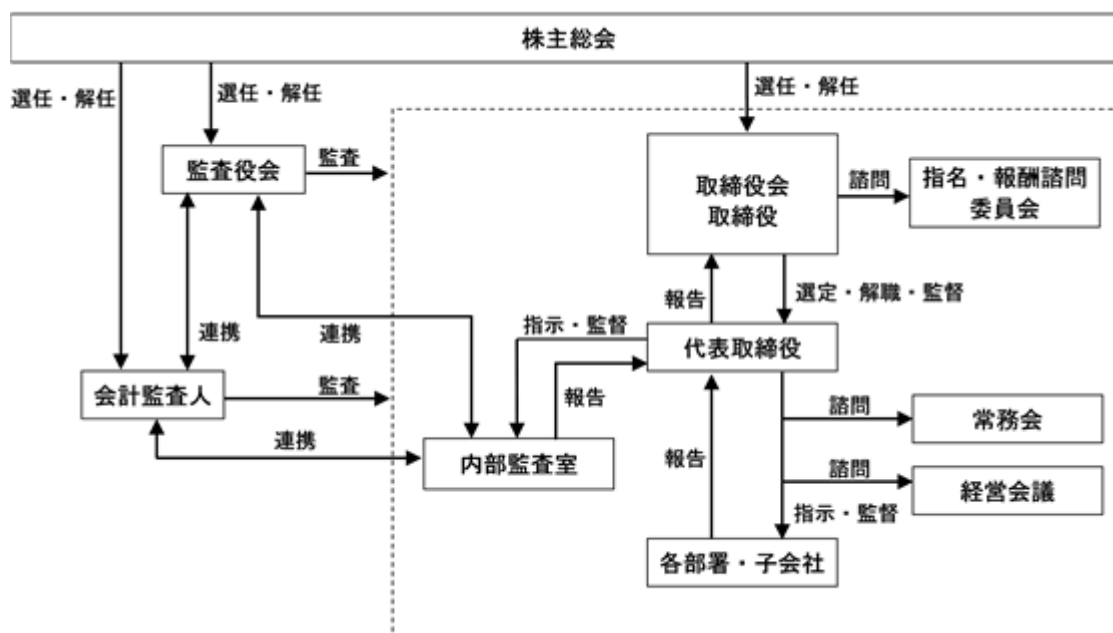 株主総会
選任・解任
選任・解任
選任・解任
監査役会
監査
取締役会
取締役
諮問
指名・報酬諮問
委員会
報告
選定・解職・監督
連携
連携
指示・監督
代表取締役
会計監査人
監査
報告
諮問
常務会
連携
内部監査室
報告
諮問
経営会議
指示・監督
各部署・子会社